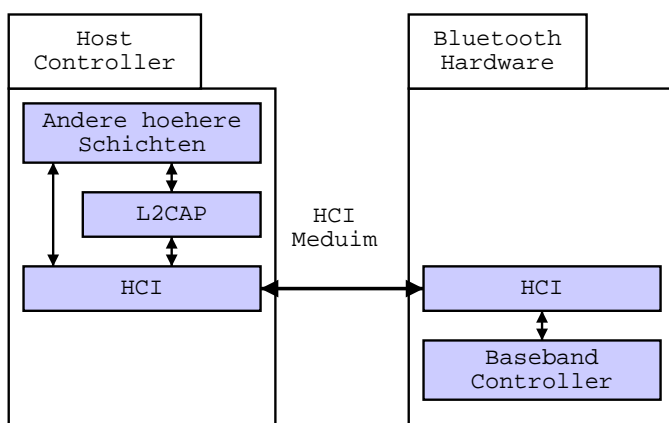 Host
Controller
Andere hoehere
Schichten
L2CAP
HCI
HCI
Meduim
Bluetooth
Hardware
HCI
Baseband
Controller